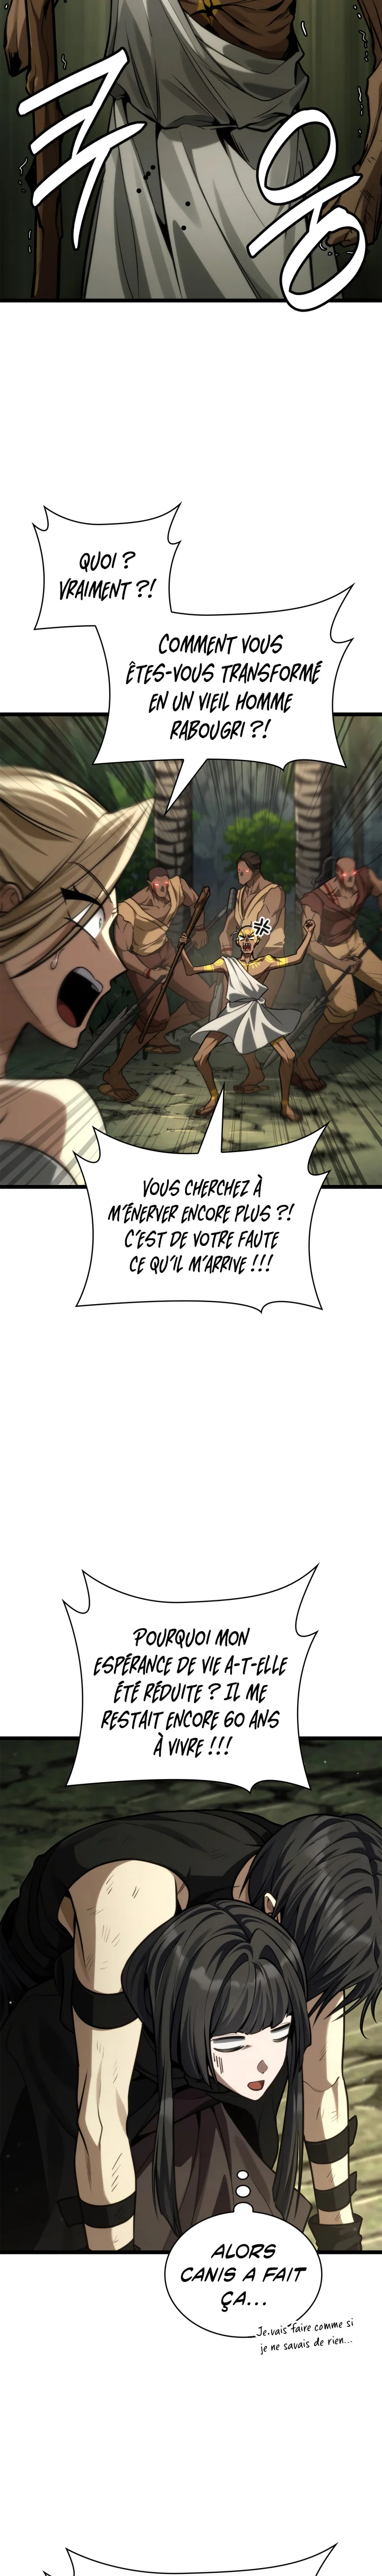 QUOI ?
VRAIMENT ?!
COMMENT VOUS
ÊTES-VOUS TRANSFORMÉ
EN UN VIEIL HOMME
RABOUGRI ?!
VOUS CHERCHEZ À
M'ÉNERVER ENCORE PLUS ?!
C'EST DE VOTRE FAUTE
CE QU'IL M'ARRIVE !!!
POURQUOI MON
ESPÉRANCE DE VIE A-T-ELLE
ÉTÉ RÉDUITE ? IL ME
RESTAIT ENCORE 60 ANS
À VIVRE !!!
ALORS
CANIS A FAIT
ÇA...
Je vais faire comme si
je ne savais de rien...